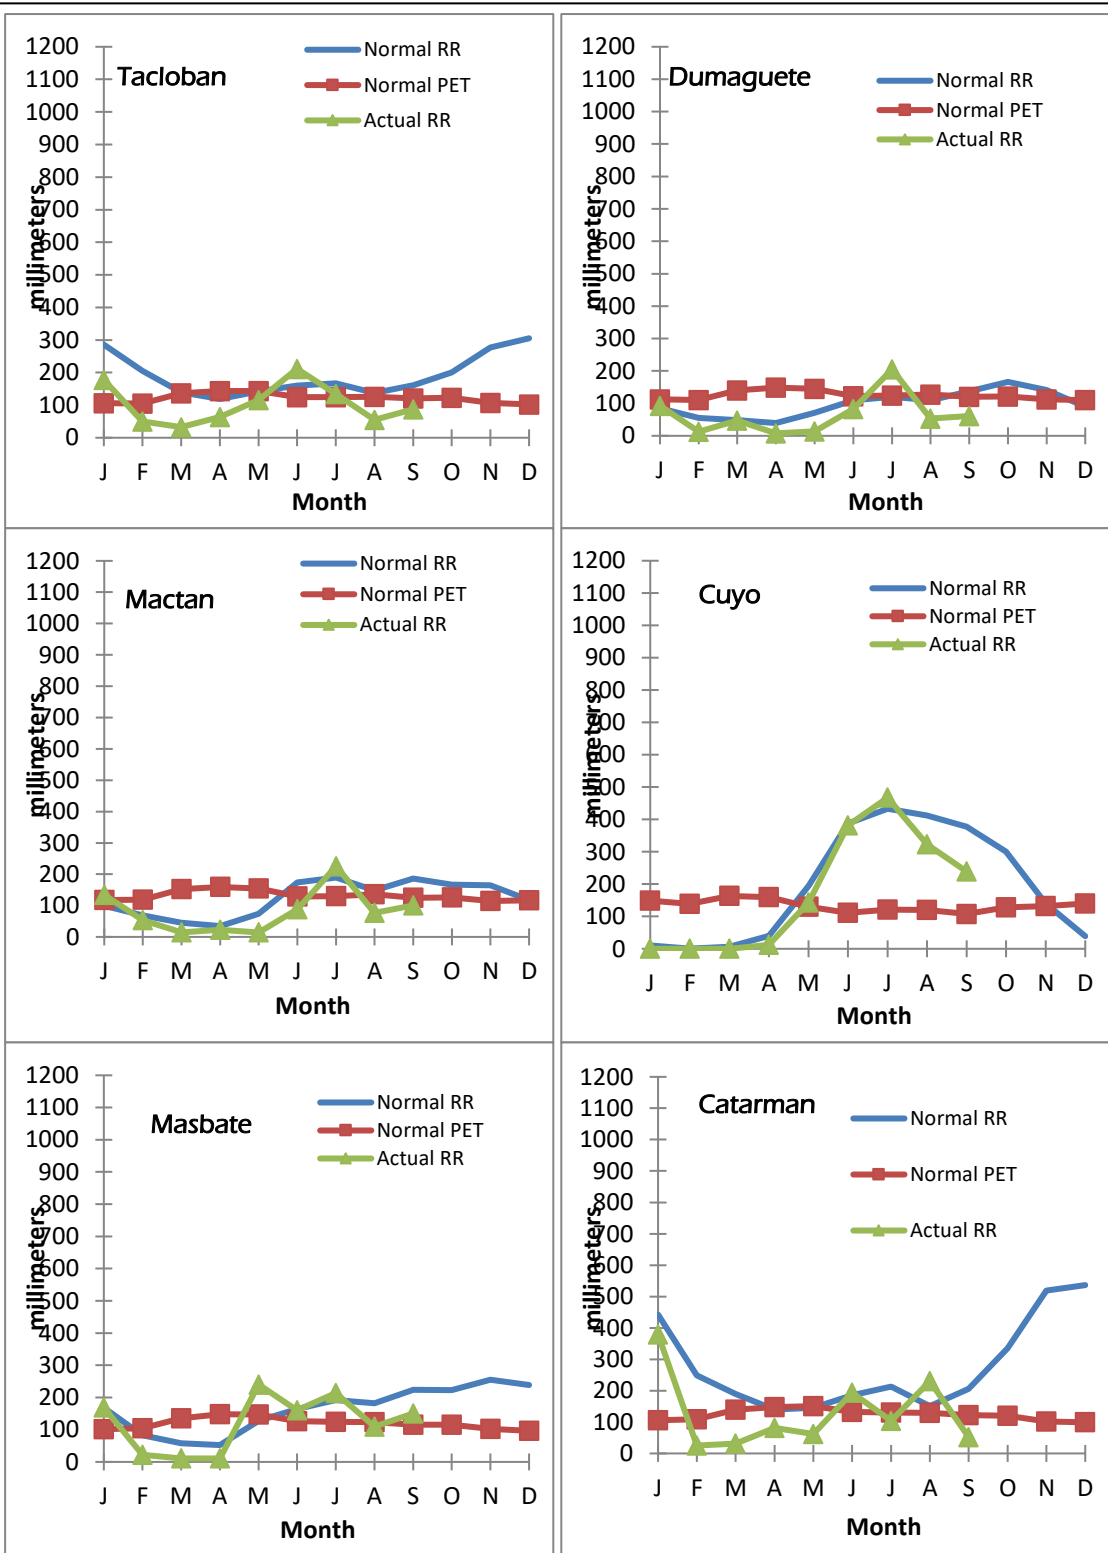 Tacloban
Normal RR
Normal PET
Actual RR
1200
1100
1000
900
800
700
600
500
400
300
200
100
0
millimeters
J F M A M J J A S O N D
Month
Dumaguete
Normal RR
Normal PET
Actual RR
1200
1100
1000
900
800
700
600
500
400
300
200
100
0
millimeters
J F M A M J J A S O N D
Month
Mactan
Normal RR
Normal PET
Actual RR
1200
1100
1000
900
800
700
600
500
400
300
200
100
0
millimeters
J F M A M J J A S O N D
Month
Cuyo
Normal RR
Normal PET
Actual RR
1200
1100
1000
900
800
700
600
500
400
300
200
100
0
millimeters
J F M A M J J A S O N D
Month
Masbate
Normal RR
Normal PET
Actual RR
1200
1100
1000
900
800
700
600
500
400
300
200
100
0
millimeters
J F M A M J J A S O N D
Month
Catarman
Normal RR
Normal PET
Actual RR
1200
1100
1000
900
800
700
600
500
400
300
200
100
0
millimeters
J F M A M J J A S O N D
Month